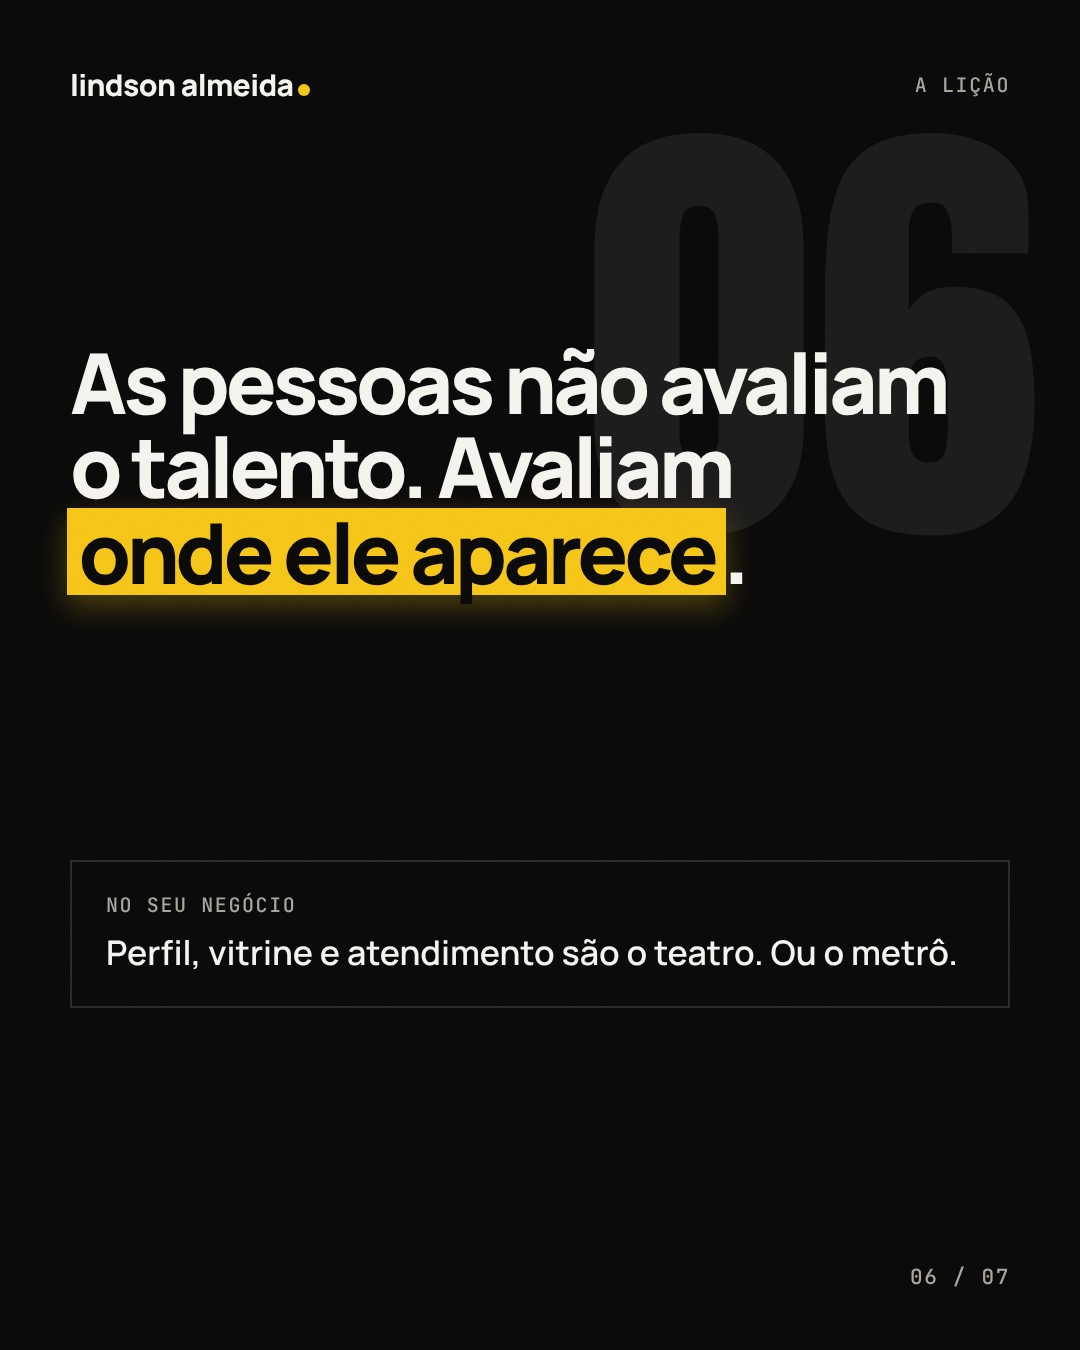 lindson almeida
A LIÇÃO
06
As pessoas não avaliam
o talento. Avaliam
onde ele aparece.
NO SEU NEGÓCIO
Perfil, vitrine e atendimento são o teatro. Ou o metrô.
06 / 07